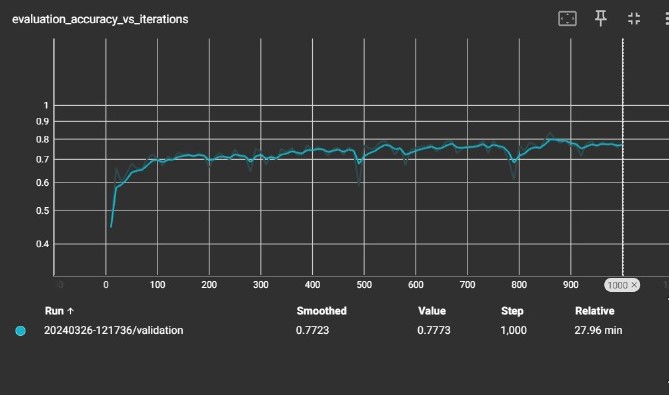 evaluation_accuracy_vs_iterations
1
0.9
0.8
0.7
0.6
0.5
0.4
0 100 200 300 400 500 600 700 800 900 1000 ×
Run ↑ Smoothed Value Step Relative
20240326-121736/validation 0.7723 0.7773 1,000 27.96 min